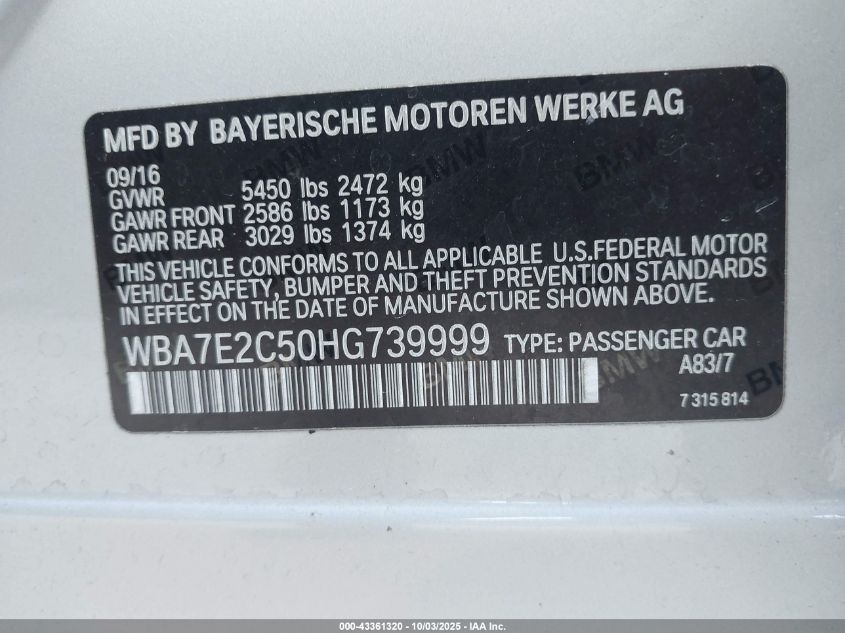 MFD BY BAYERISCHE MOTOREN WERKE AG
09/16
GVWR 5450 lbs 2472 kg
GAWR FRONT 2586 lbs 1173 kg
GAWR REAR 3029 lbs 1374 kg
THIS VEHICLE CONFORMS TO ALL APPLICABLE U.S.FEDERAL MOTOR
VEHICLE SAFETY, BUMPER AND THEFT PREVENTION STANDARDS
IN EFFECT ON THE DATE OF MANUFACTURE SHOWN ABOVE.
WBA7E2C50HG739999 TYPE: PASSENGER CAR
A83/7
7 315 814
000-43361320 - 10/03/2025 - IAA Inc.